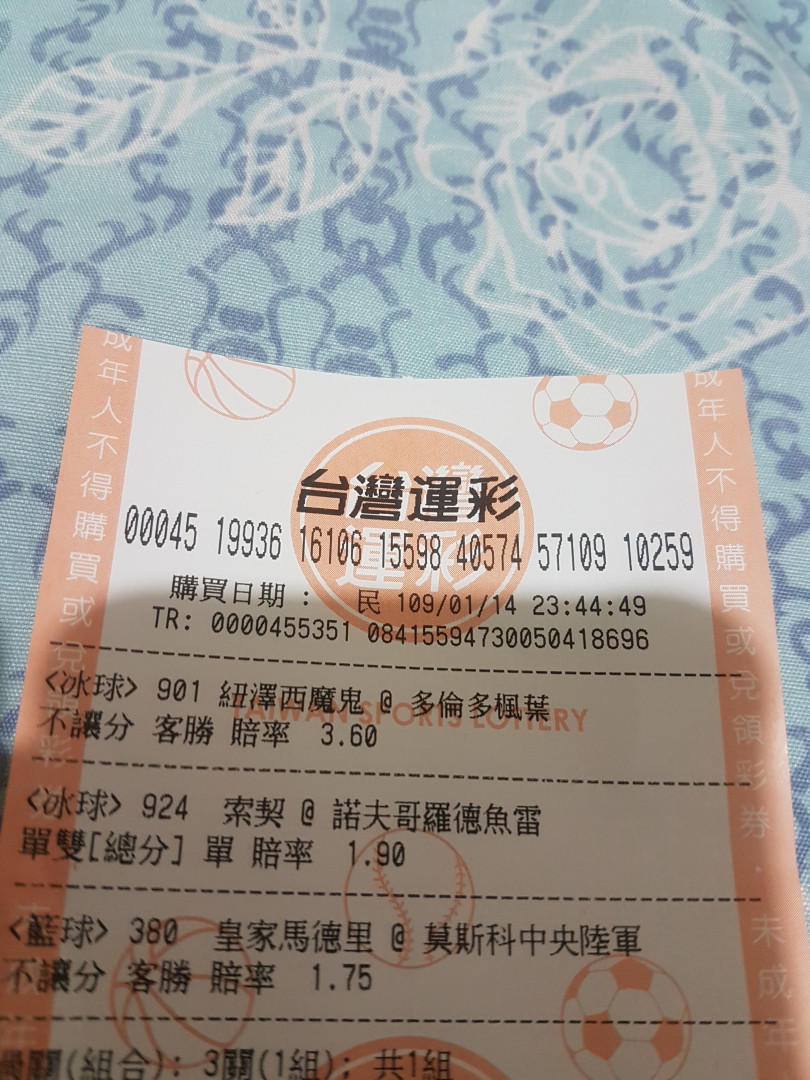 台灣運彩
00045 19936 16106 15598 40574 57109 10259
購買日期： 民 109/01/14 23:44:49
TR: 0000455351 08415594730050418696
<冰球> 901 紐澤西魔鬼 @ 多倫多楓葉
TAIWAN SPORTS LOTTERY
不讓分 客勝 賠率 3.60
<冰球> 924 索契 @ 諾夫哥羅德魚雷
單雙[總分] 單 賠率 1.90
<籃球> 380 皇家馬德里 @ 莫斯科中央陸軍
不讓分 客勝 賠率 1.75
關(組合): 3關(1組); 共1組
成年人不得購買或兌
成年人不得購買或兌領彩券．未成年